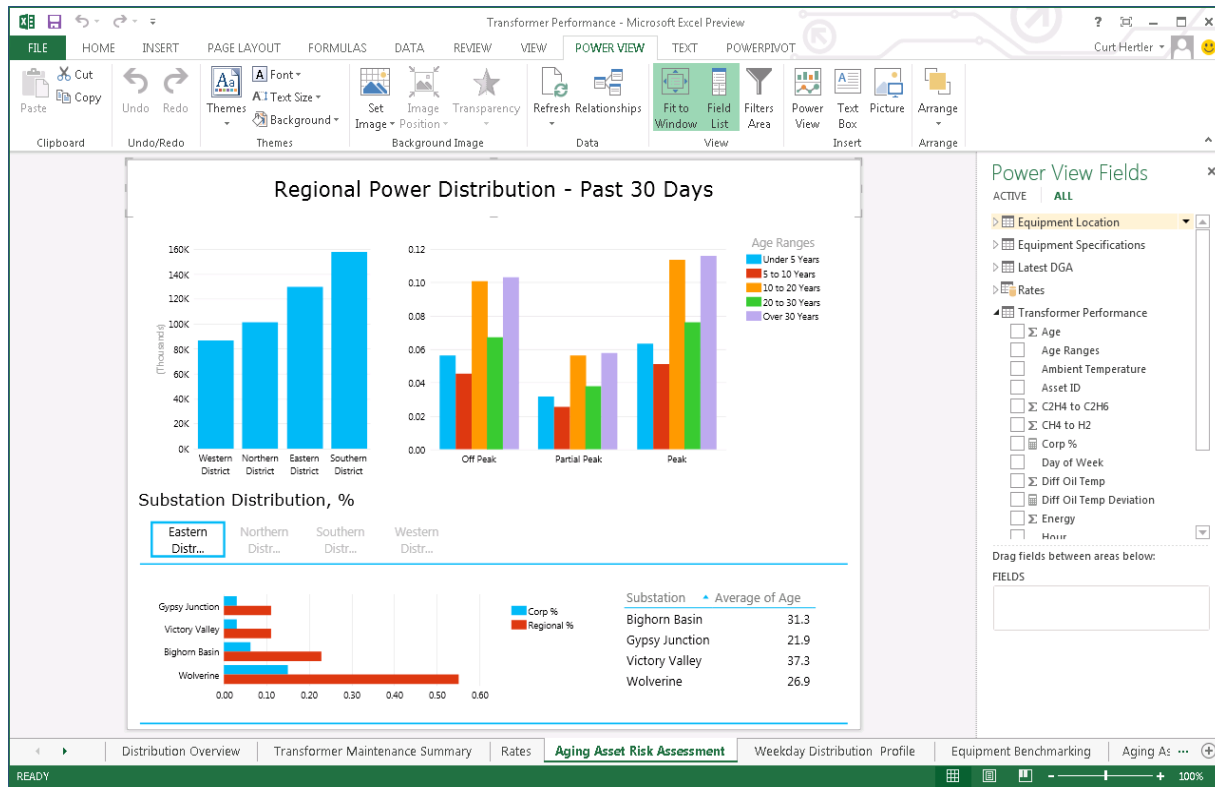 Transformer Performance - Microsoft Excel Preview
?
FILE HOME INSERT PAGE LAYOUT FORMULAS DATA REVIEW VIEW POWER VIEW TEXT POWERPIVOT
Curt Hertler
Paste
Cut
Copy
Clipboard
Undo Redo
Undo/Redo
Themes
Font
Text Size
Background
Themes
Set Image
Image Position
Transparency
Background Image
Refresh Relationships
Data
Fit to Window
Field List
Filters Area
View
Power View
Text Box
Picture
Insert
Arrange
Arrange
Regional Power Distribution - Past 30 Days
160K
140K
120K
100K
80K
60K
40K
20K
0K
(Thousands)
Western District
Northern District
Eastern District
Southern District
0.12
0.10
0.08
0.06
0.04
0.02
0.00
Off Peak
Partial Peak
Peak
Age Ranges
Under 5 Years
5 to 10 Years
10 to 20 Years
20 to 30 Years
Over 30 Years
Substation Distribution, %
Eastern Distr...
Northern Distr...
Southern Distr...
Western Distr...
Gypsy Junction
Victory Valley
Bighorn Basin
Wolverine
0.00 0.10 0.20 0.30 0.40 0.50 0.60
Corp %
Regional %
Substation Average of Age
Bighorn Basin 31.3
Gypsy Junction 21.9
Victory Valley 37.3
Wolverine 26.9
Power View Fields
ACTIVE ALL
Equipment Location
Equipment Specifications
Latest DGA
Rates
Transformer Performance
Σ Age
Age Ranges
Ambient Temperature
Asset ID
Σ C2H4 to C2H6
Σ CH4 to H2
Corp %
Day of Week
Σ Diff Oil Temp
Diff Oil Temp Deviation
Σ Energy
Hour
Drag fields between areas below:
FIELDS
Distribution Overview Transformer Maintenance Summary Rates Aging Asset Risk Assessment Weekday Distribution Profile Equipment Benchmarking Aging As ...
READY
100%